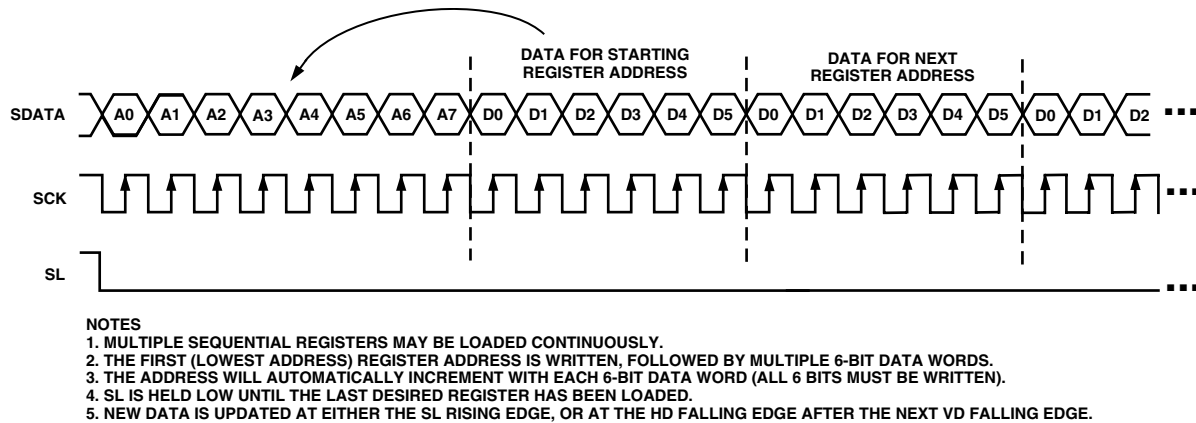 DATA FOR STARTING
REGISTER ADDRESS
DATA FOR NEXT
REGISTER ADDRESS
SDATA A0 A1 A2 A3 A4 A5 A6 A7 D0 D1 D2 D3 D4 D5 D0 D1 D2 D3 D4 D5 D0 D1 D2
SCK
SL
NOTES
1. MULTIPLE SEQUENTIAL REGISTERS MAY BE LOADED CONTINUOUSLY.
2. THE FIRST (LOWEST ADDRESS) REGISTER ADDRESS IS WRITTEN, FOLLOWED BY MULTIPLE 6-BIT DATA WORDS.
3. THE ADDRESS WILL AUTOMATICALLY INCREMENT WITH EACH 6-BIT DATA WORD (ALL 6 BITS MUST BE WRITTEN).
4. SL IS HELD LOW UNTIL THE LAST DESIRED REGISTER HAS BEEN LOADED.
5. NEW DATA IS UPDATED AT EITHER THE SL RISING EDGE, OR AT THE HD FALLING EDGE AFTER THE NEXT VD FALLING EDGE.